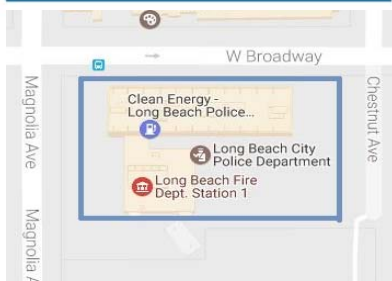 W Broadway
Magnolia Ave
Clean Energy -
Long Beach Police...
Chestnut Ave
Long Beach City
Police Department
Long Beach Fire
Dept. Station 1
Magnolia A